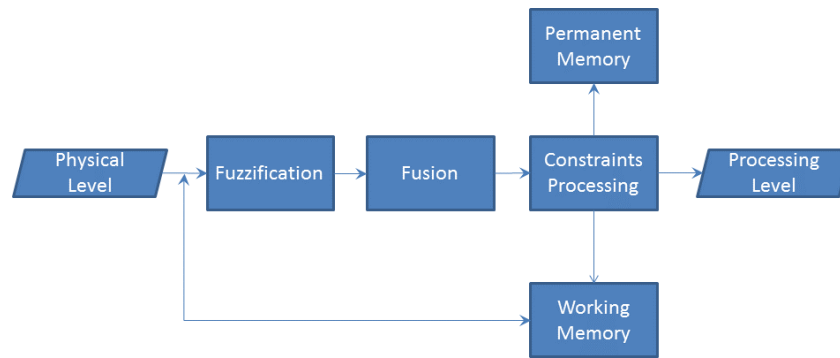 Permanent
Memory
Physical
Level
Fuzzification
Fusion
Constraints
Processing
Processing
Level
Working
Memory